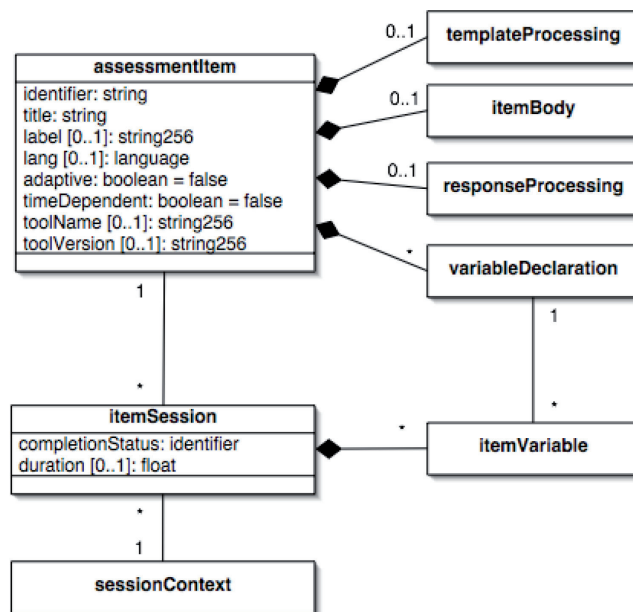 templateProcessing
0..1
assessmentItem
identifier: string
title: string
label [0..1]: string256
lang [0..1]: language
adaptive: boolean = false
timeDependent: boolean = false
toolName [0..1]: string256
toolVersion [0..1]: string256
0..1
itemBody
0..1
responseProcessing
*
variableDeclaration
1
1
*
*
itemSession
completionStatus: identifier
duration [0..1]: float
*
itemVariable
*
1
sessionContext